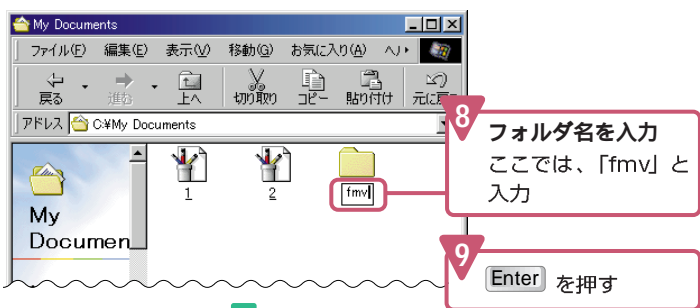 My Documents
ファイル(F) 編集(E) 表示(V) 移動(G) お気に入り(A) ヘ
戻る 進む 上へ 切り取り コピー 貼り付け 元に戻
アドレス C:¥My Documents
My
Documen
1
2
fmv
8
フォルダ名を入力
ここでは、「fmv」と
入力
9
Enter を押す